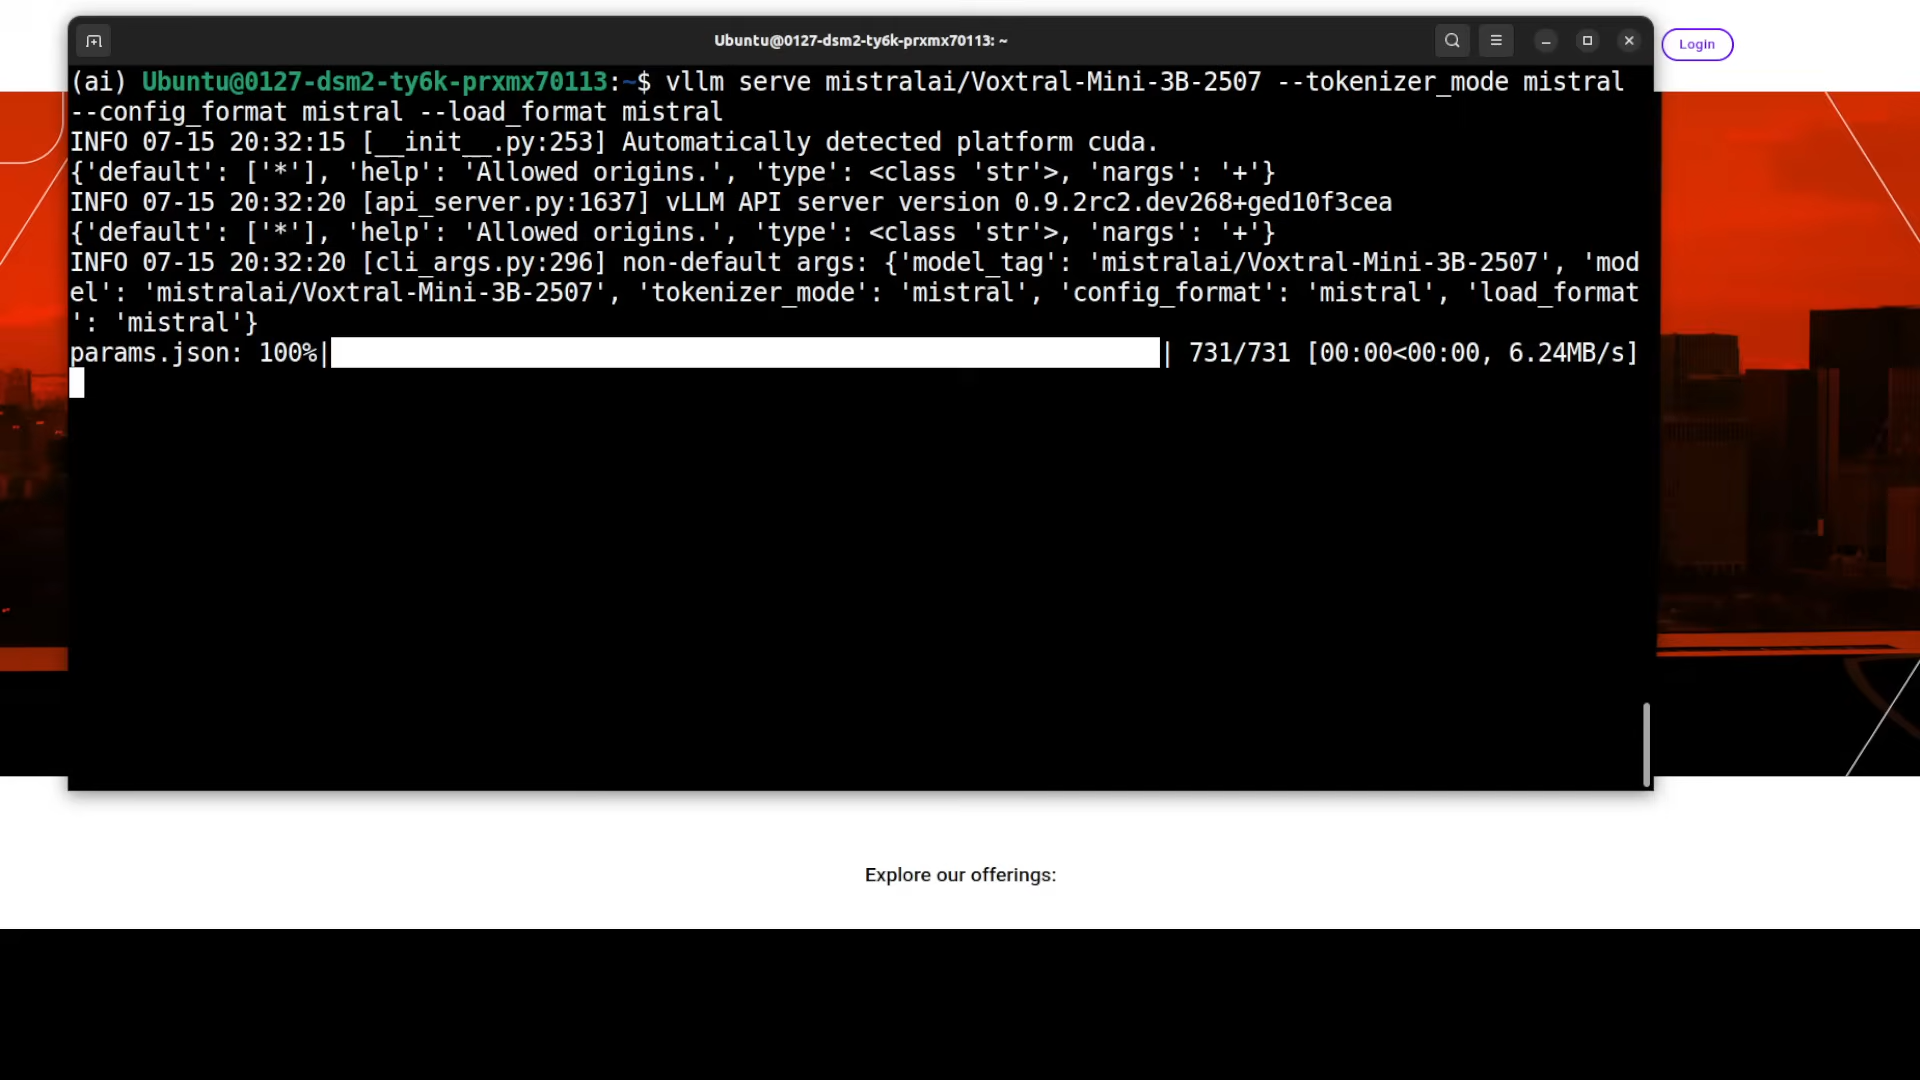 Ubuntu@0127-dsm2-ty6k-prxmx70113: ~
Login
(ai) Ubuntu@0127-dsm2-ty6k-prxmx70113:~$ vllm serve mistralai/Voxtral-Mini-3B-2507 --tokenizer_mode mistral
--config_format mistral --load_format mistral
INFO 07-15 20:32:15 [__init__.py:253] Automatically detected platform cuda.
{'default': ['*'], 'help': 'Allowed origins.', 'type': <class 'str'>, 'nargs': '+'}
INFO 07-15 20:32:20 [api_server.py:1637] vLLM API server version 0.9.2rc2.dev268+ged10f3cea
{'default': ['*'], 'help': 'Allowed origins.', 'type': <class 'str'>, 'nargs': '+'}
INFO 07-15 20:32:20 [cli_args.py:296] non-default args: {'model_tag': 'mistralai/Voxtral-Mini-3B-2507', 'mod
el': 'mistralai/Voxtral-Mini-3B-2507', 'tokenizer_mode': 'mistral', 'config_format': 'mistral', 'load_format
': 'mistral'}
params.json: 100%| | 731/731 [00:00<00:00, 6.24MB/s]
Explore our offerings: